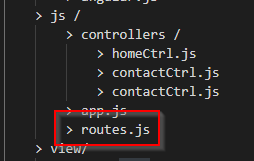 > js /
> controllers /
> homeCtrl.js
> contactCtrl.js
> contactCtrl.js
> app.js
> routes.js
> view/